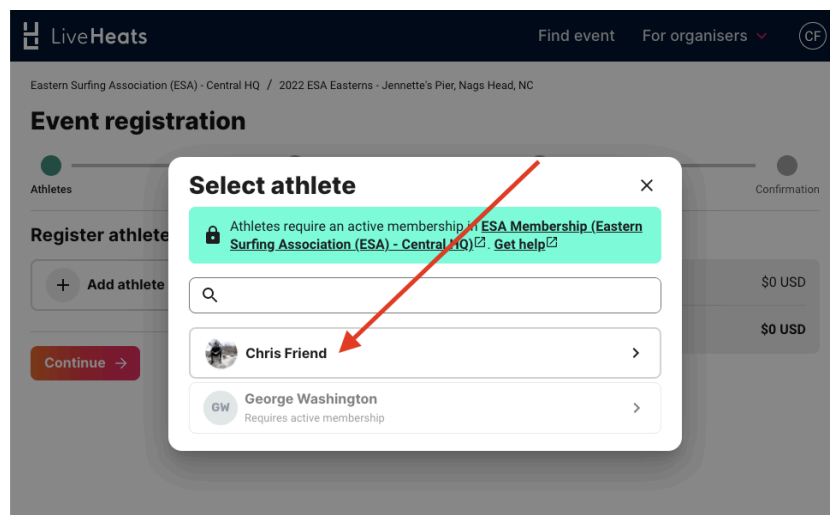 LiveHeats
Find event
For organisers
CF
Eastern Surfing Association (ESA) - Central HQ / 2022 ESA Easterns - Jennette's Pier, Nags Head, NC
Event registration
Athletes
Confirmation
Select athlete
Athletes require an active membership in ESA Membership (Eastern
Surfing Association (ESA) - Central HQ). Get help
Register athlete
+ Add athlete
$0 USD
$0 USD
Continue →
Chris Friend
GW
George Washington
Requires active membership